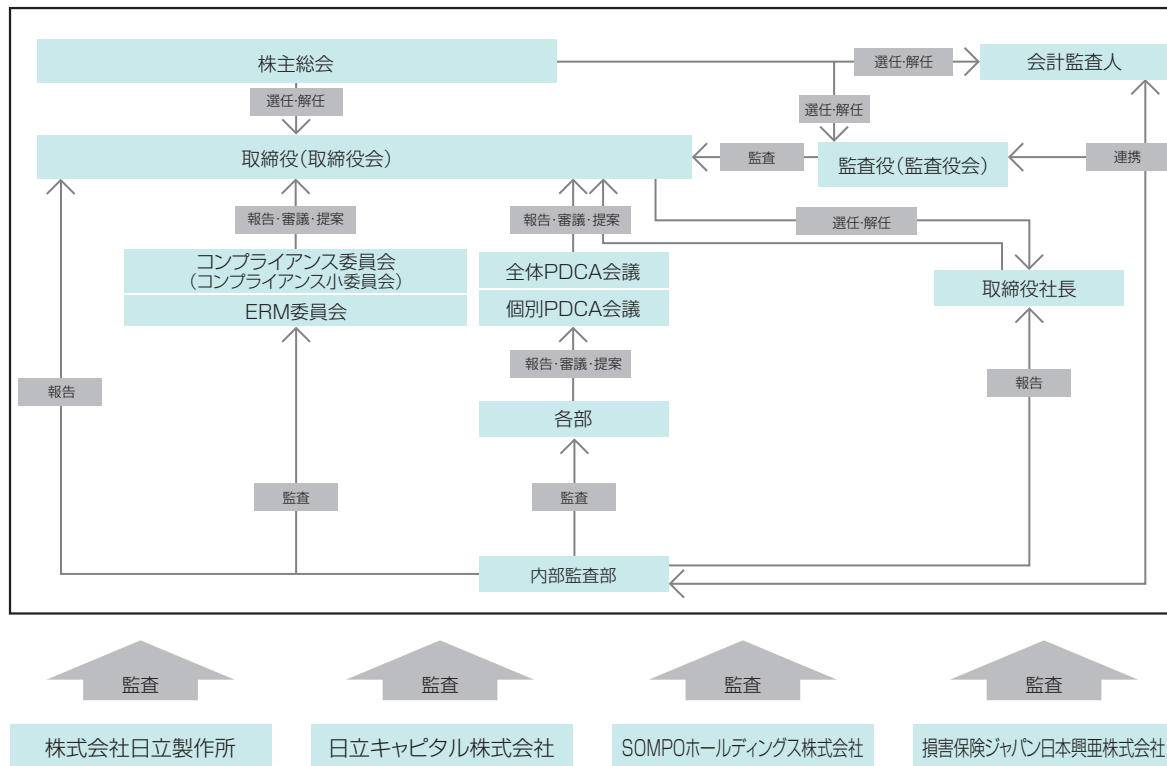 株主総会
選任・解任
会計監査人
選任・解任
選任・解任
取締役(取締役会)
監査
監査役(監査役会)
連携
報告・審議・提案
報告・審議・提案
選任・解任
コンプライアンス委員会
(コンプライアンス小委員会)
全体PDCA会議
取締役社長
ERM委員会
個別PDCA会議
報告・審議・提案
報告
報告
各部
監査
監査
内部監査部
監査
監査
監査
監査
株式会社日立製作所
日立キャピタル株式会社
SOMPOホールディングス株式会社
損害保険ジャパン日本興亜株式会社